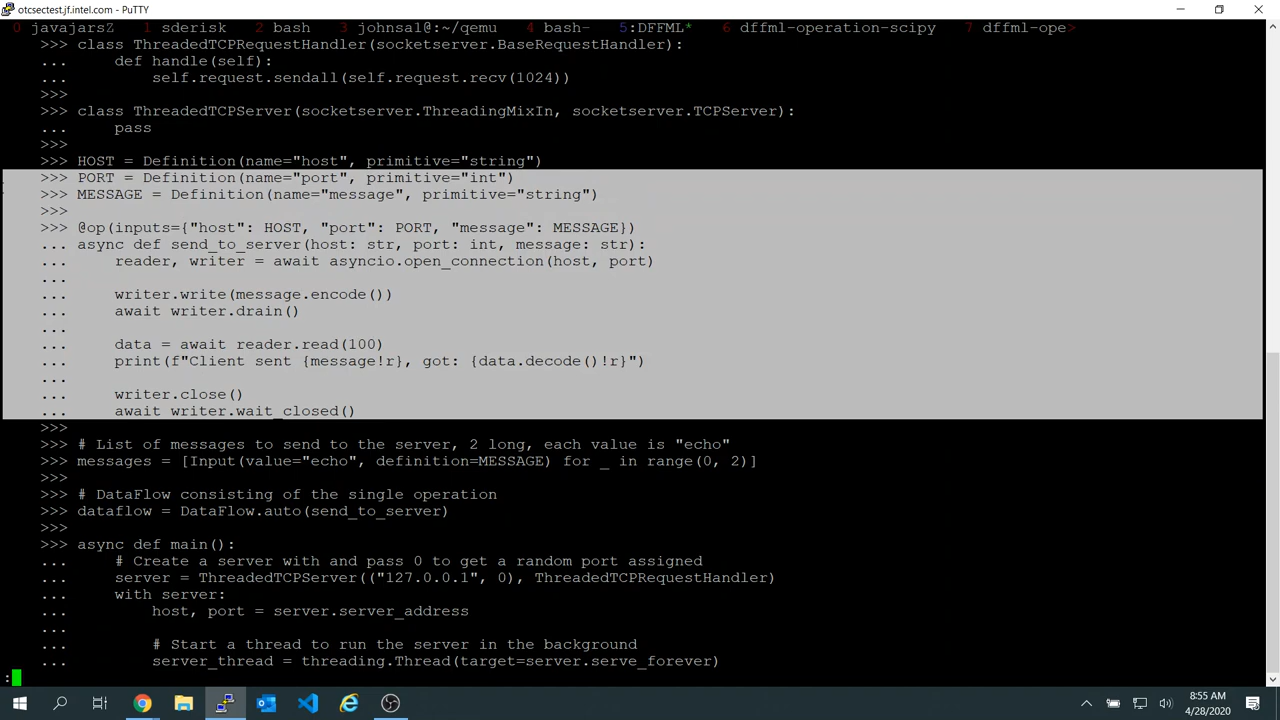 otcsectest.jf.intel.com - PuTTY
0 javajarsZ 1 sderisk 2 bash 3 johnsal@:~/qemu 4 bash- 5:DFFML* 6 dffml-operation-scipy 7 dffml-ope>
>>> class ThreadedTCPRequestHandler(socketserver.BaseRequestHandler):
...     def handle(self):
...         self.request.sendall(self.request.recv(1024))
>>>
>>> class ThreadedTCPServer(socketserver.ThreadingMixIn, socketserver.TCPServer):
...     pass
>>>
>>> HOST = Definition(name="host", primitive="string")
>>> PORT = Definition(name="port", primitive="int")
>>> MESSAGE = Definition(name="message", primitive="string")
>>>
>>> @op(inputs={"host": HOST, "port": PORT, "message": MESSAGE})
... async def send_to_server(host: str, port: int, message: str):
...     reader, writer = await asyncio.open_connection(host, port)
...
...     writer.write(message.encode())
...     await writer.drain()
...
...     data = await reader.read(100)
...     print(f"Client sent {message!r}, got: {data.decode()!r}")
...
...     writer.close()
...     await writer.wait_closed()
>>>
>>> # List of messages to send to the server, 2 long, each value is "echo"
>>> messages = [Input(value="echo", definition=MESSAGE) for _ in range(0, 2)]
>>>
>>> # DataFlow consisting of the single operation
>>> dataflow = DataFlow.auto(send_to_server)
>>>
>>> async def main():
...     # Create a server with and pass 0 to get a random port assigned
...     server = ThreadedTCPServer(("127.0.0.1", 0), ThreadedTCPRequestHandler)
...     with server:
...         host, port = server.server_address
...
...         # Start a thread to run the server in the background
...         server_thread = threading.Thread(target=server.serve_forever)
:
8:55 AM
4/28/2020